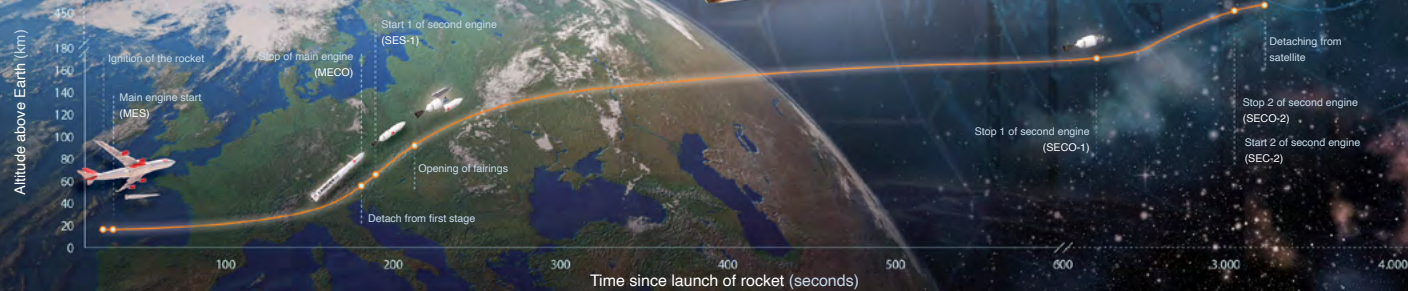 450
180
160
140
120
100
80
60
40
20
0
Altitude above Earth (km)
Ignition of the rocket
Main engine start
(MES)
Stop of main engine
(MECO)
Start 1 of second engine
(SES-1)
Detach from first stage
Opening of fairings
Stop 1 of second engine
(SECO-1)
Stop 2 of second engine
(SECO-2)
Start 2 of second engine
(SEC-2)
Detaching from
satellite
100
200
300
400
500
600
3.000
4.000
Time since launch of rocket (seconds)